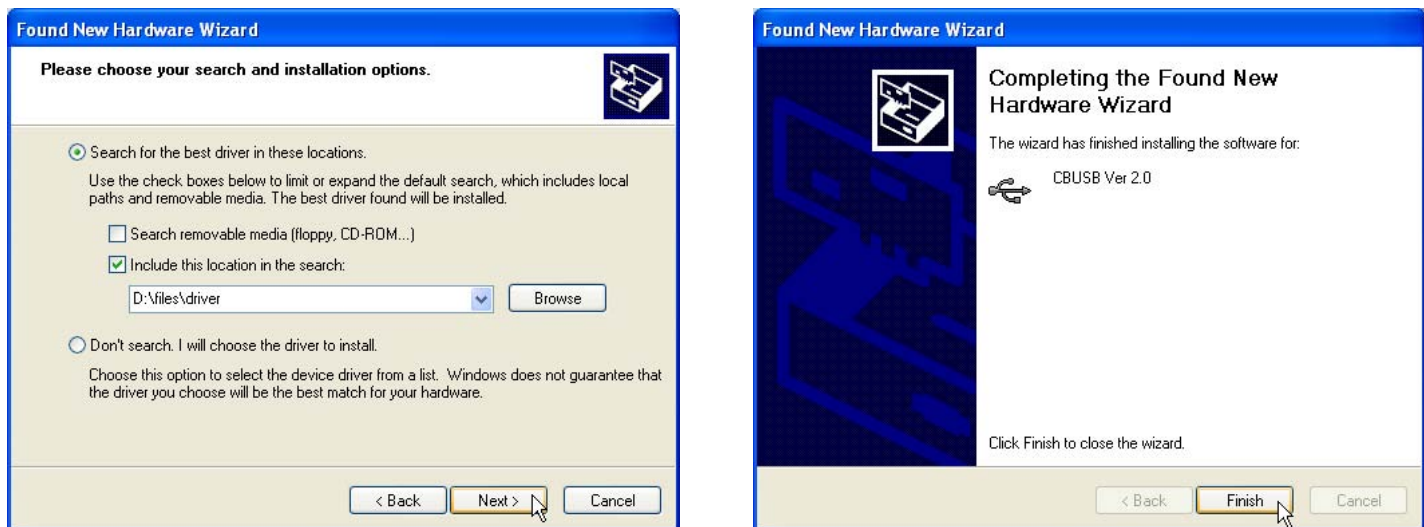 Found New Hardware Wizard
Please choose your search and installation options.
Search for the best driver in these locations.
Use the check boxes below to limit or expand the default search, which includes local
paths and removable media. The best driver found will be installed.
Search removable media (floppy, CD-ROM...)
Include this location in the search:
D:\files\driver
Browse
Don't search. I will choose the driver to install.
Choose this option to select the device driver from a list. Windows does not guarantee that
the driver you choose will be the best match for your hardware.
< Back
Next >
Cancel
Found New Hardware Wizard
Completing the Found New
Hardware Wizard
The wizard has finished installing the software for:
CBUSB Ver 2.0
Click Finish to close the wizard.
< Back
Finish
Cancel